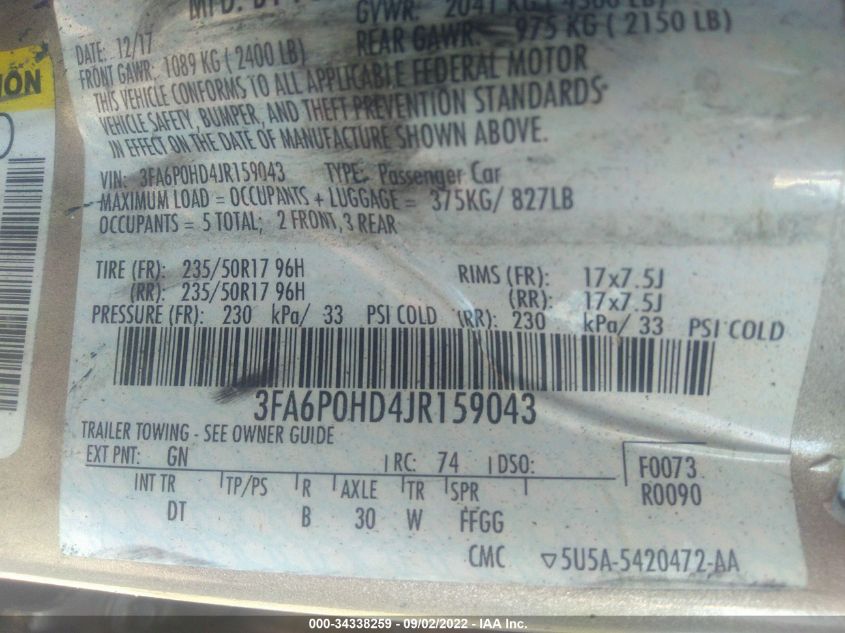 MFD. BY
GVWR: 2041 KG ( 4500 LB)
DATE: 12/17
REAR GAWR: 975 KG ( 2150 LB)
FRONT GAWR: 1089 KG ( 2400 LB)
THIS VEHICLE CONFORMS TO ALL APPLICABLE FEDERAL MOTOR
VEHICLE SAFETY, BUMPER, AND THEFT PREVENTION STANDARDS
IN EFFECT ON THE DATE OF MANUFACTURE SHOWN ABOVE.
VIN: 3FA6P0HD4JR159043 TYPE: Passenger Car
MAXIMUM LOAD = OCCUPANTS + LUGGAGE = 375KG/ 827LB
OCCUPANTS = 5 TOTAL; 2 FRONT, 3 REAR
TIRE (FR): 235/50R17 96H RIMS (FR): 17x7.5J
(RR): 235/50R17 96H (RR): 17x7.5J
PRESSURE (FR): 230 kPa/ 33 PSI COLD (RR): 230 kPa/ 33 PSI COLD
3FA6P0HD4JR159043
TRAILER TOWING - SEE OWNER GUIDE
EXT PNT: GN RC: 74 DSO: F0073
INT TR TP/PS R AXLE TR SPR R0090
DT B 30 W FFGG
CMC ▽5U5A-5420472-AA
000-34338259 - 09/02/2022 - © IAA Inc.